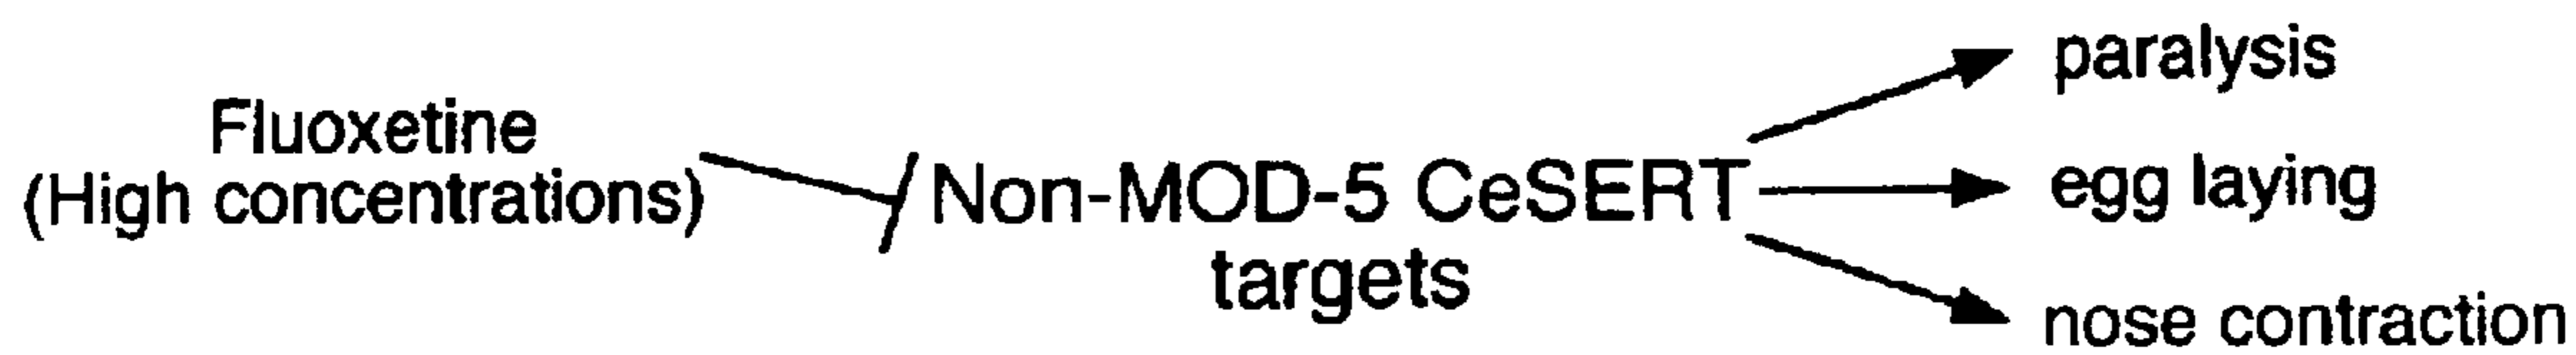 Fluoxetine
(High concentrations)
Non-MOD-5 CeSERT
targets
paralysis
egg laying
nose contraction